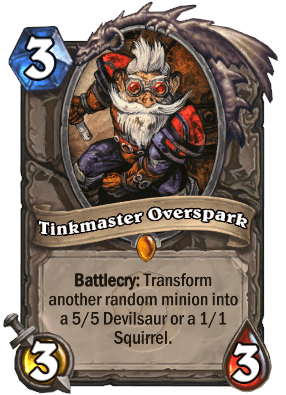 3
Tinkmaster Overspark
Battlecry: Transform
another random minion into
a 5/5 Devilsaur or a 1/1
Squirrel.
3 3